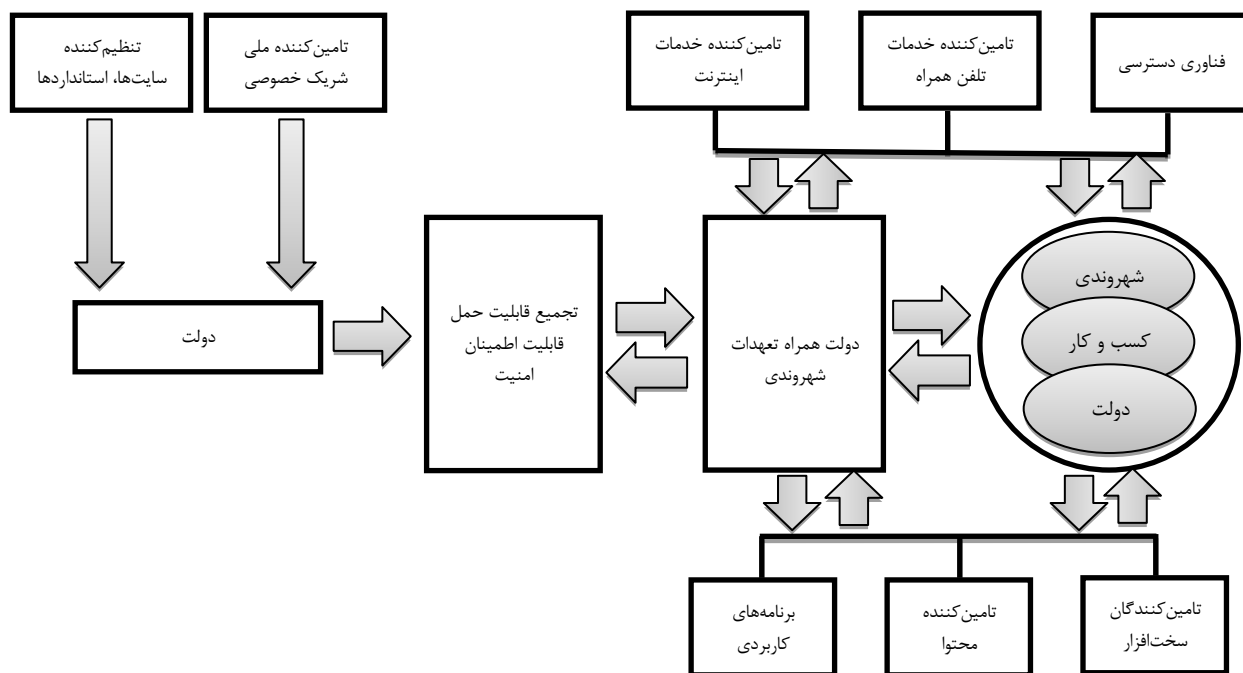 فناوری دسترسی
تامین‌کننده خدمات
تلفن همراه
تامین‌کننده خدمات
اینترنت
تامین‌کننده ملی
شریک خصوصی
تنظیم‌کننده
سایت‌ها، استانداردها
شهروندی
کسب و کار
دولت
دولت همراه تعهدات
شهروندی
تجمیع قابلیت حمل
قابلیت اطمینان
امنیت
دولت
تامین‌کنندگان
سخت‌افزار
تامین‌کننده
محتوا
برنامه‌های
کاربردی